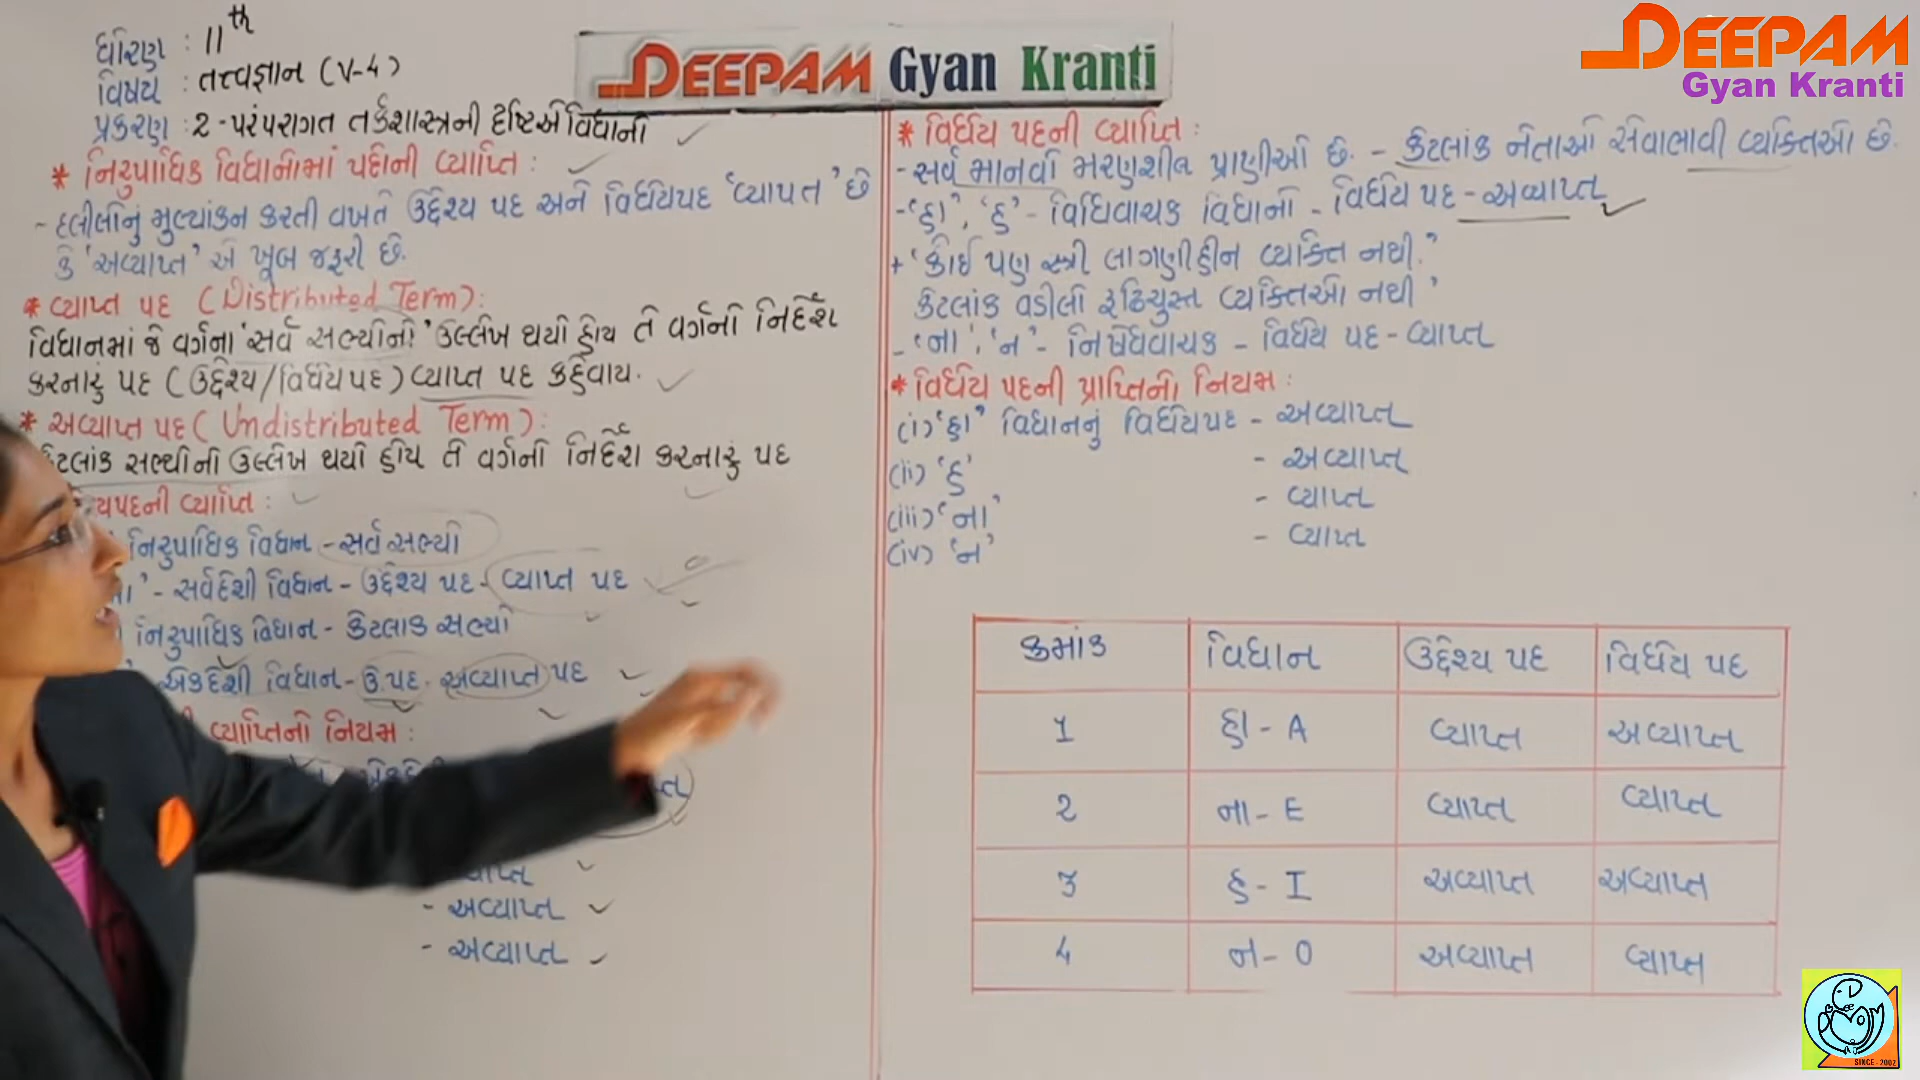 ધોરણ : 11th
વિષય : તત્ત્વજ્ઞાન (V-4)
પ્રકરણ : 2 - પરંપરાગત તર્કશાસ્ત્રની દૃષ્ટિએ વિધાનો
* નિરુપાધિક વિધાનોમાં પદોની વ્યાપ્તિ :
- દલીલોનું મુલ્યાંકન કરતી વખતે ઉદ્દેશ્ય પદ અને વિધેયપદ 'વ્યાપ્ત' છે
કે 'અવ્યાપ્ત' એ ખૂબ જરૂરી છે.
* વ્યાપ્ત પદ (Distributed Term):
વિધાનમાં જે વર્ગના 'સર્વ સભ્યોનો' ઉલ્લેખ થયો હોય તે વર્ગનો નિર્દેશ
કરનારું પદ (ઉદ્દેશ્ય/વિધેયપદ) વ્યાપ્ત પદ કહેવાય.
* અવ્યાપ્ત પદ (Undistributed Term):
સભ્યોનો ઉલ્લેખ થયો હોય તે વર્ગનો નિર્દેશ કરનારું પદ
વ્યાપ્તિ :
નિરુપાધિક વિધાન - સર્વ સભ્યો
- સર્વદેશી વિધાન - ઉદ્દેશ્ય પદ - વ્યાપ્ત પદ
નિરુપાધિક વિધાન - કેટલાક સભ્યો
એકદેશી વિધાન - ઉ.પદ - અવ્યાપ્ત પદ
વ્યાપ્તિનો નિયમ :
- અવ્યાપ્ત
- અવ્યાપ્ત
DEEPAM Gyan Kranti
* વિધેય પદની વ્યાપ્તિ :
- સર્વ માનવો મરણશીલ પ્રાણીઓ છે. - કેટલાંક નેતાઓ સેવાભાવી વ્યક્તિઓ છે.
- 'હા', 'હ' - વિધિવાચક વિધાનો - વિધેય પદ - અવ્યાપ્ત
+ 'કોઈ પણ સ્ત્રી લાગણીહીન વ્યક્તિ નથી.'
કેટલાંક વડીલો રૂઢિચુસ્ત વ્યક્તિઓ નથી '
- 'ના', 'ન' - નિષેધવાચક - વિધેય પદ - વ્યાપ્ત
* વિધેય પદની પ્રાપ્તિનો નિયમ :
(i) 'હા' વિધાનનું વિધેયપદ - અવ્યાપ્ત
(ii) 'હ' - અવ્યાપ્ત
(iii) 'ના' - વ્યાપ્ત
(iv) 'ન' - વ્યાપ્ત
ક્રમાંક વિધાન ઉદ્દેશ્ય પદ વિધેય પદ
1 હા - A વ્યાપ્ત અવ્યાપ્ત
2 ના - E વ્યાપ્ત વ્યાપ્ત
3 હ - I અવ્યાપ્ત અવ્યાપ્ત
4 ન - O અવ્યાપ્ત વ્યાપ્ત
DEEPAM
Gyan Kranti
SINCE - 2002